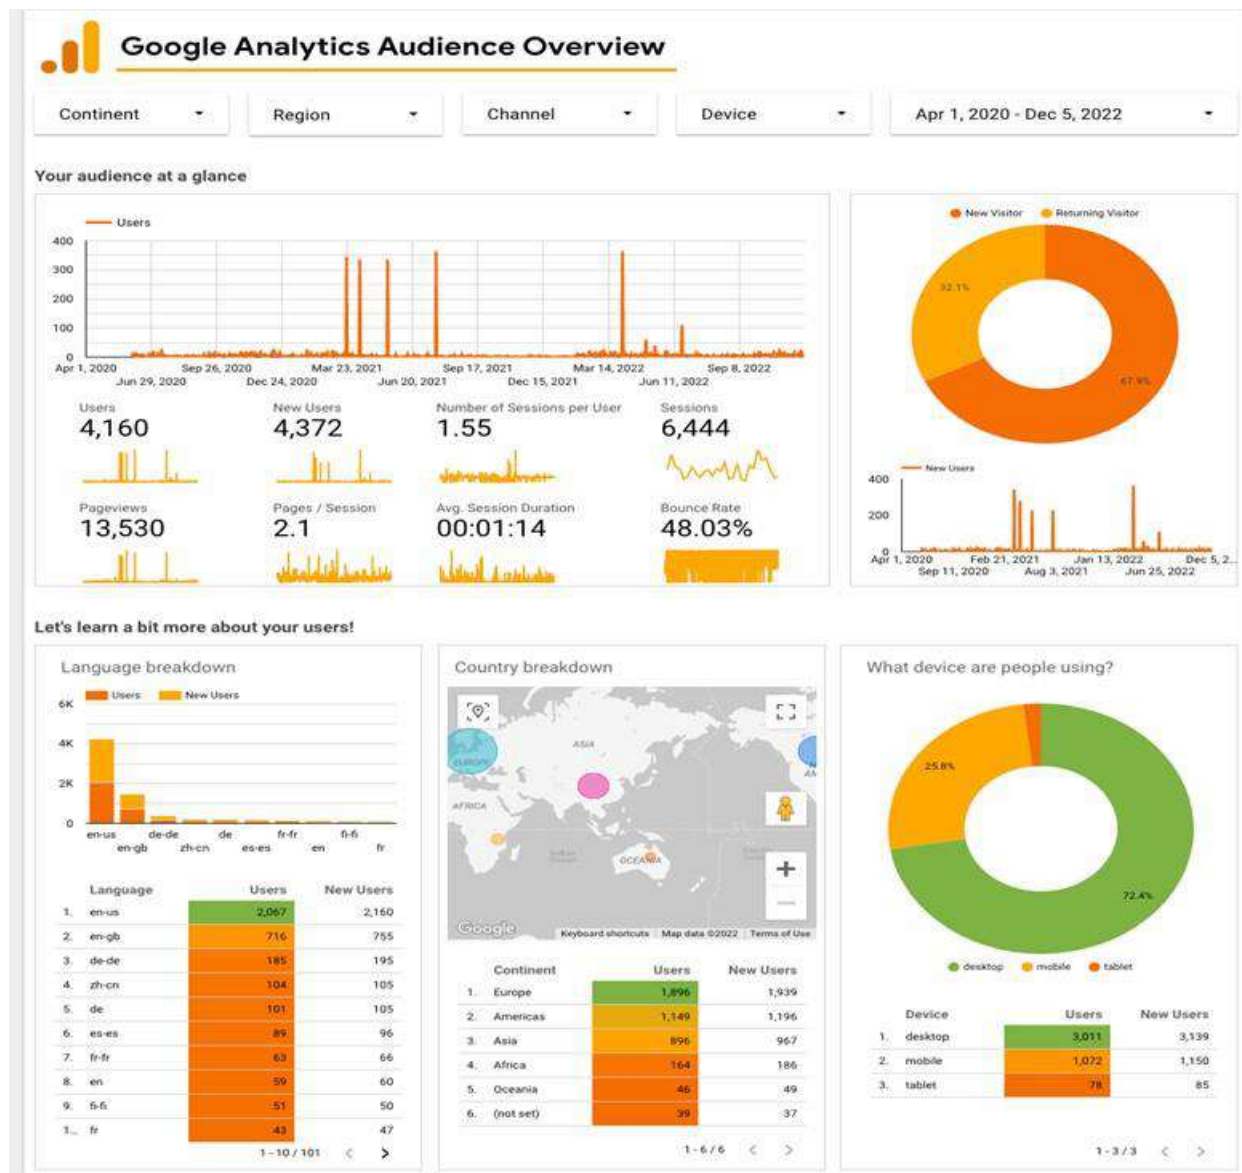 Google Analytics Audience Overview
Continent
Region
Channel
Device
Apr 1, 2020 - Dec 5, 2022
Your audience at a glance
Users
400
300
200
100
0
Apr 1, 2020
Jun 29, 2020
Sep 26, 2020
Dec 24, 2020
Mar 23, 2021
Jun 20, 2021
Sep 17, 2021
Dec 15, 2021
Mar 14, 2022
Jun 11, 2022
Sep 8, 2022
Users
4,160
New Users
4,372
Number of Sessions per User
1.55
Sessions
6,444
Pageviews
13,530
Pages / Session
2.1
Avg. Session Duration
00:01:14
Bounce Rate
48.03%
New Visitor
Returning Visitor
32.1%
67.9%
New Users
400
200
0
Apr 1, 2020
Sep 11, 2020
Feb 21, 2021
Aug 3, 2021
Jan 13, 2022
Jun 25, 2022
Dec 5, 2...
Let's learn a bit more about your users!
Language breakdown
Users New Users
6K
4K
2K
0
en-us
en-gb
de-de
zh-cn
de
es-es
fr-fr
en
fi-fi
fr
Language Users New Users
1. en-us 2,067 2,160
2. en-gb 716 755
3. de-de 185 195
4. zh-cn 104 105
5. de 101 105
6. es-es 89 96
7. fr-fr 63 66
8. en 59 60
9. fi-fi 51 50
1... fr 43 47
1 - 10 / 101
Country breakdown
ASIA
EUROPE
AFRICA
OCEANIA
Google
Keyboard shortcuts Map data ©2022 Terms of Use
Continent Users New Users
1. Europe 1,896 1,939
2. Americas 1,149 1,196
3. Asia 896 967
4. Africa 164 186
5. Oceania 46 49
6. (not set) 39 37
1 - 6 / 6
What device are people using?
25.8%
72.4%
desktop mobile tablet
Device Users New Users
1. desktop 3,011 3,139
2. mobile 1,072 1,150
3. tablet 78 85
1 - 3 / 3